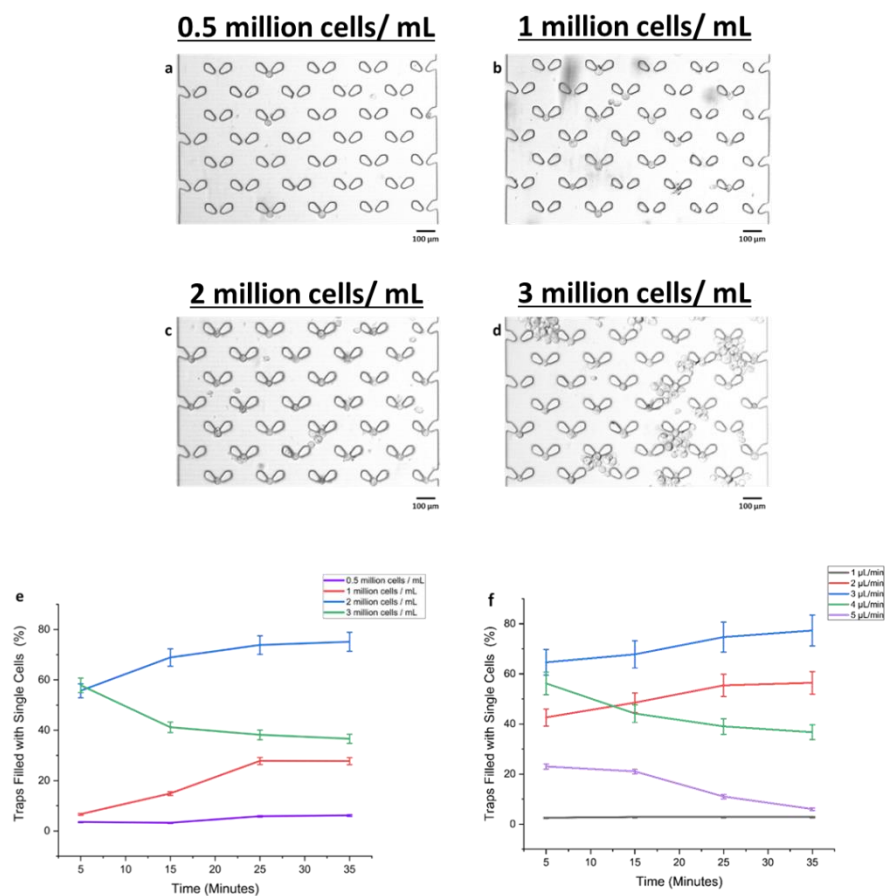 0.5 million cells/ mL
1 million cells/ mL
a
b
100 µm
100 µm
2 million cells/ mL
3 million cells/ mL
c
d
100 µm
100 µm
e
0.5 million cells / mL
1 million cells / mL
2 million cells / mL
3 million cells / mL
Traps Filled with Single Cells (%)
80
60
40
20
0
5 10 15 20 25 30 35
Time (Minutes)
f
1 µL/min
2 µL/min
3 µL/min
4 µL/min
5 µL/min
Traps Filled with Single Cells (%)
80
60
40
20
0
5 10 15 20 25 30 35
Time (Minutes)